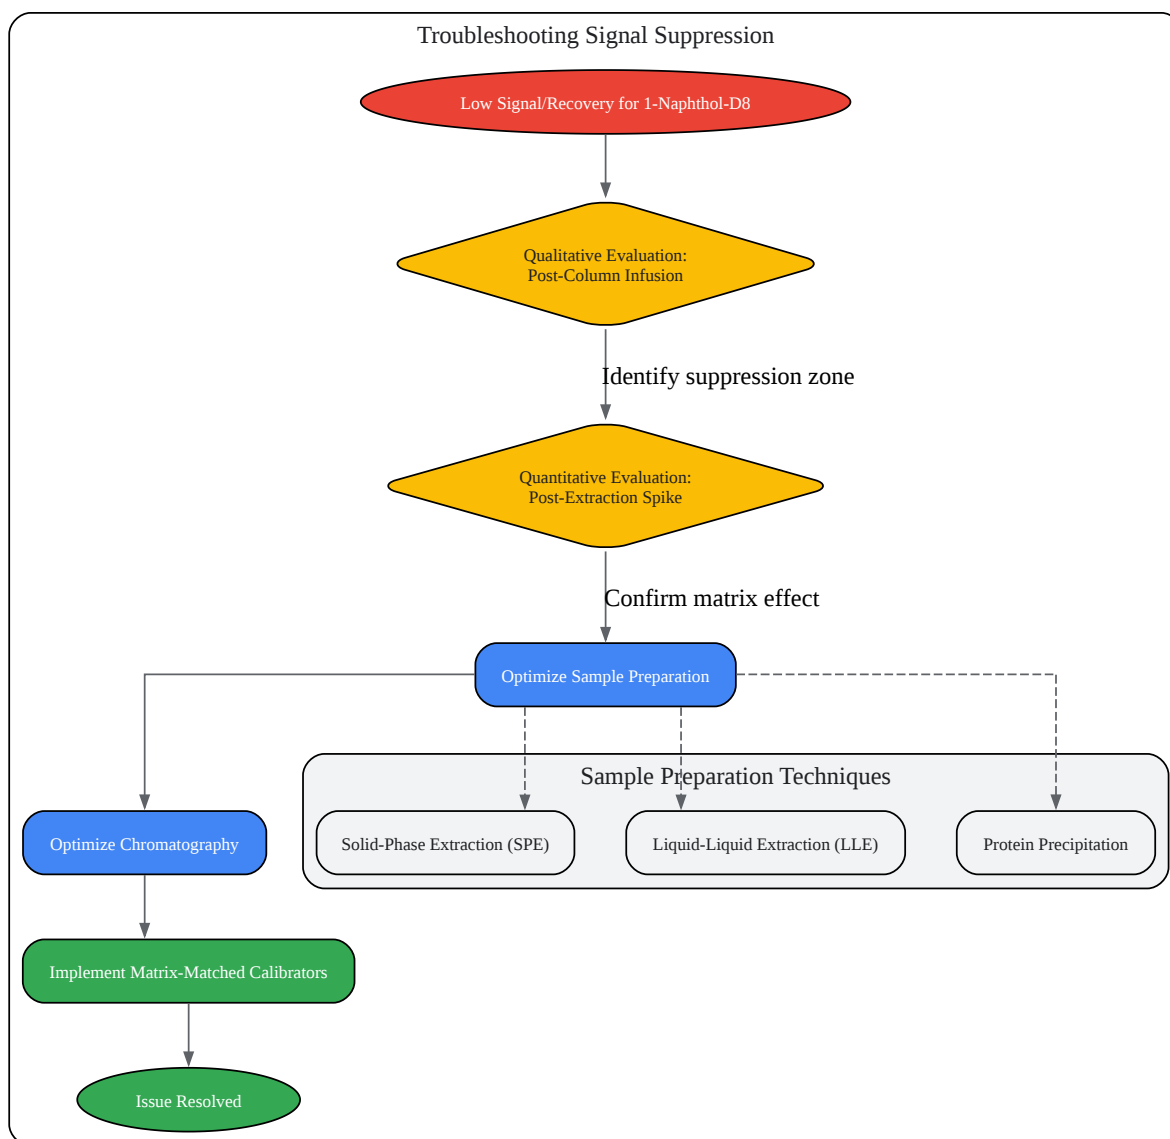 Troubleshooting Signal Suppression
Low Signal/Recovery for 1-Naphthol-D8
Qualitative Evaluation:
Post-Column Infusion
Identify suppression zone
Quantitative Evaluation:
Post-Extraction Spike
Confirm matrix effect
Optimize Sample Preparation
Sample Preparation Techniques
Optimize Chromatography
Solid-Phase Extraction (SPE)
Liquid-Liquid Extraction (LLE)
Protein Precipitation
Implement Matrix-Matched Calibrators
Issue Resolved